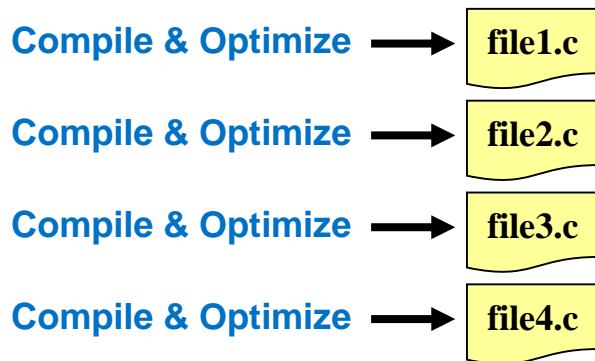 Compile & Optimize file1.c
Compile & Optimize file2.c
Compile & Optimize file3.c
Compile & Optimize file4.c